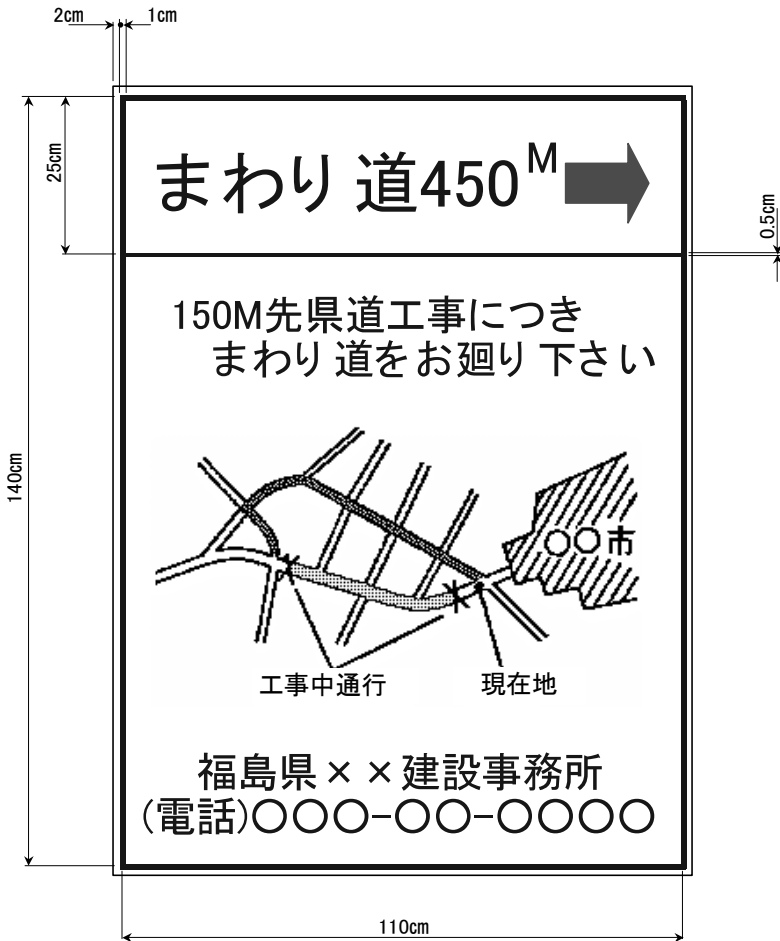 2cm
1cm
25cm
まわり道450M
0.5cm
150M先県道工事につき
まわり道をお廻り下さい
140cm
○○市
工事中通行
現在地
福島県××建設事務所
(電話)○○○-○○-○○○○
110cm